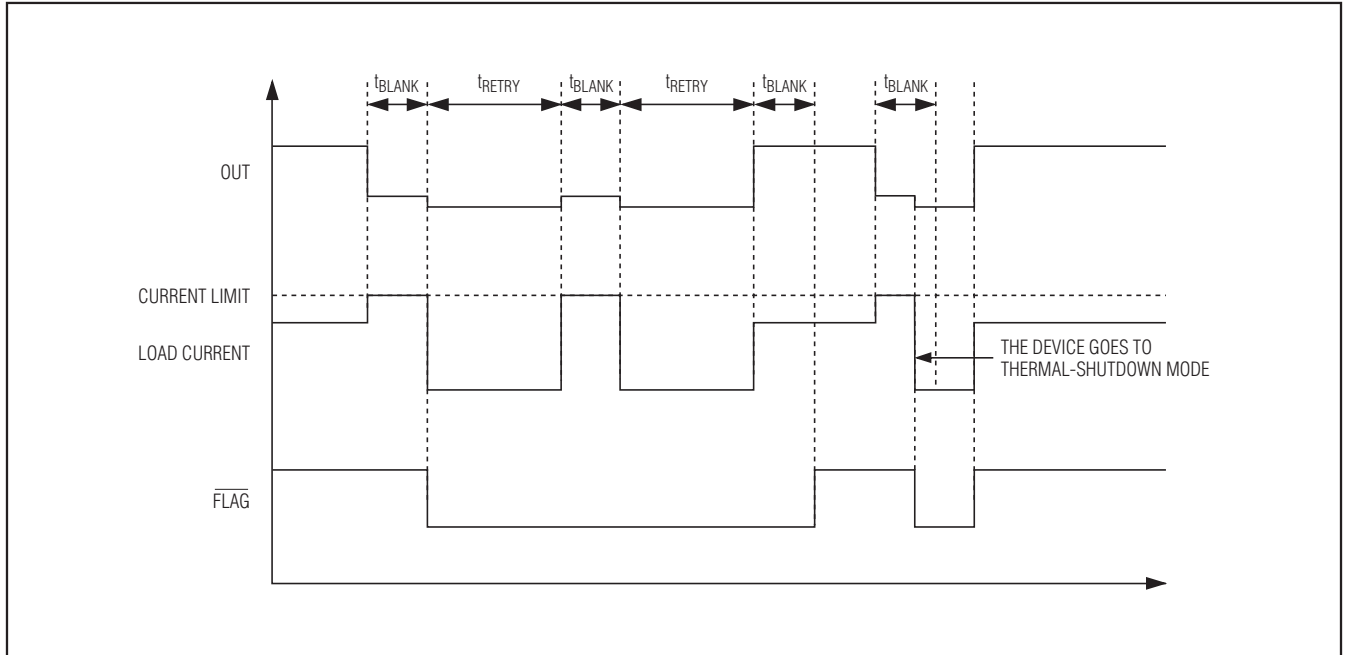 tBLANK tRETRY tBLANK tRETRY tBLANK tBLANK
OUT
CURRENT LIMIT
LOAD CURRENT
THE DEVICE GOES TO
THERMAL-SHUTDOWN MODE
FLAG